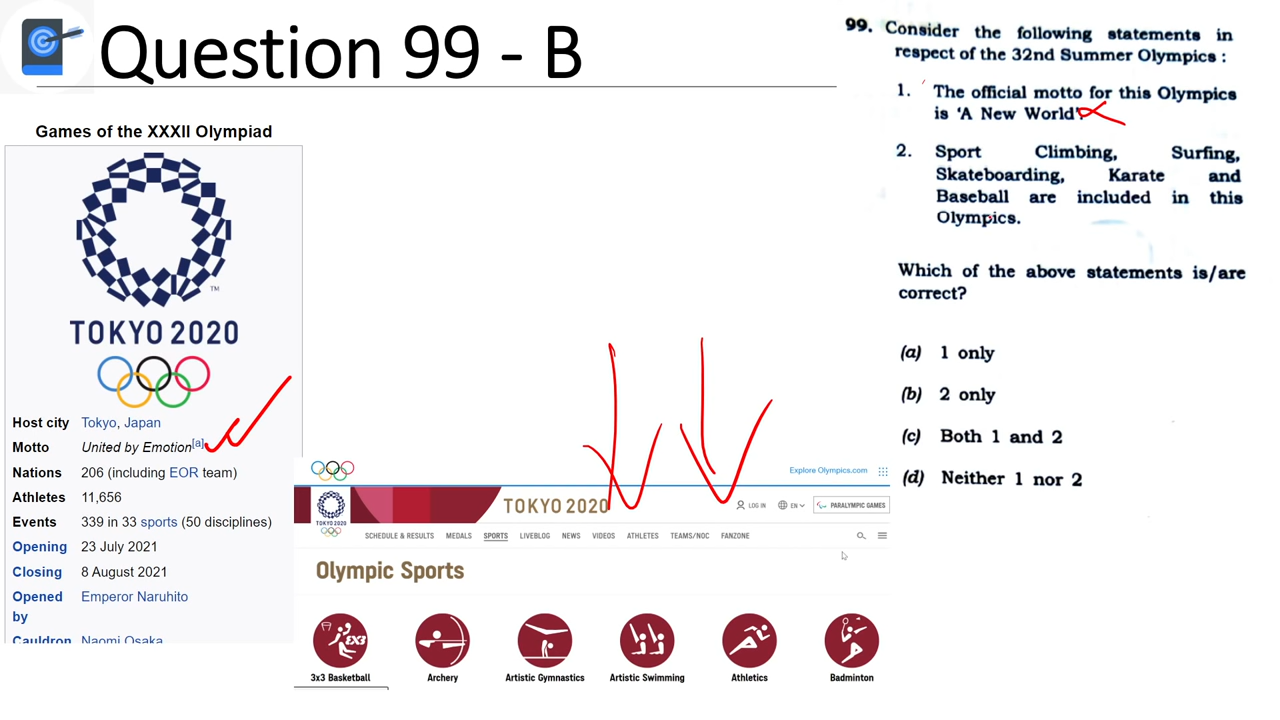 Question 99 - B
Games of the XXXII Olympiad
TM
TOKYO 2020
Host city Tokyo, Japan
Motto United by Emotion[a]
Nations 206 (including EOR team)
Athletes 11,656
Events 339 in 33 sports (50 disciplines)
Opening 23 July 2021
Closing 8 August 2021
Opened by Emperor Naruhito
Cauldron Naomi Osaka
Explore Olympics.com
TOKYO 2020
TOKYO 2020
LOG IN
EN
PARALYMPIC GAMES
SCHEDULE & RESULTS MEDALS SPORTS LIVEBLOG NEWS VIDEOS ATHLETES TEAMS/NOC FANZONE
Olympic Sports
3X3
3x3 Basketball Archery Artistic Gymnastics Artistic Swimming Athletics Badminton
99. Consider the following statements in
respect of the 32nd Summer Olympics :
1. The official motto for this Olympics
is 'A New World'.
2. Sport Climbing, Surfing,
Skateboarding, Karate and
Baseball are included in this
Olympics.
Which of the above statements is/are
correct?
(a) 1 only
(b) 2 only
(c) Both 1 and 2
(d) Neither 1 nor 2